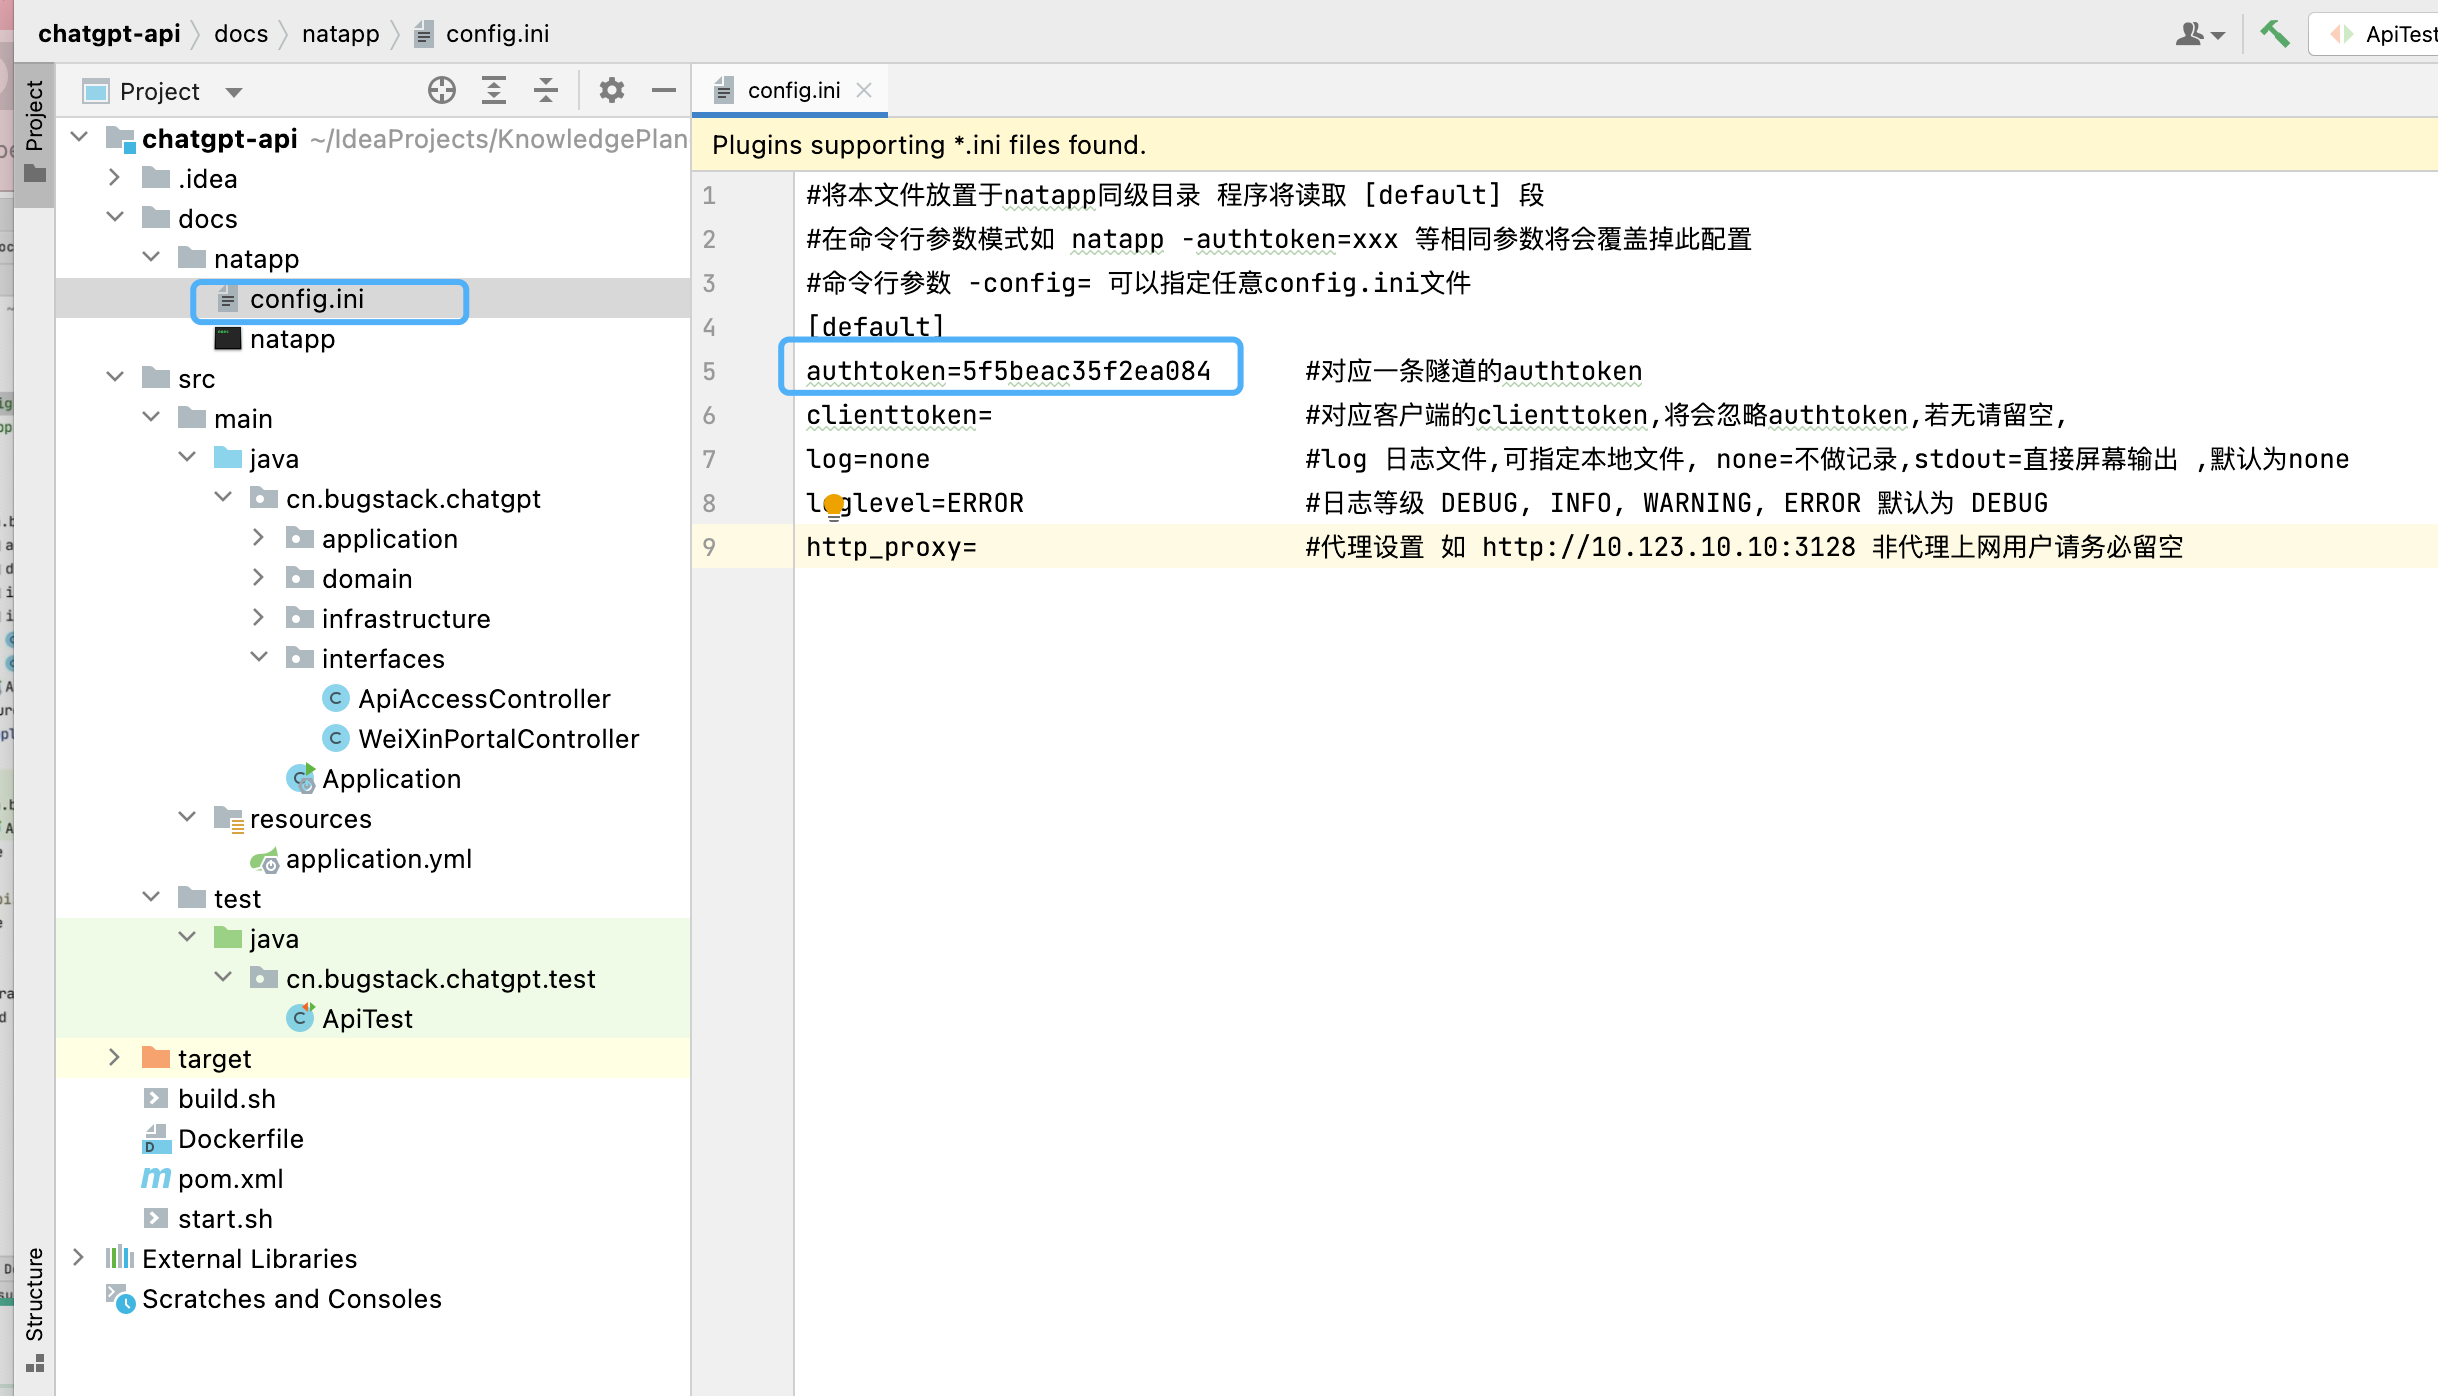 chatgpt-api docs natapp config.ini
ApiTest
Project
Project
config.ini
chatgpt-api ~/IdeaProjects/KnowledgePlan
.idea
docs
natapp
config.ini
natapp
src
main
java
cn.bugstack.chatgpt
application
domain
infrastructure
interfaces
ApiAccessController
WeiXinPortalController
Application
resources
application.yml
test
java
cn.bugstack.chatgpt.test
ApiTest
target
build.sh
Dockerfile
pom.xml
start.sh
External Libraries
Scratches and Consoles
Structure
Plugins supporting *.ini files found.
1 #将本文件放置于natapp同级目录 程序将读取 [default] 段
2 #在命令行参数模式如 natapp -authtoken=xxx 等相同参数将会覆盖掉此配置
3 #命令行参数 -config= 可以指定任意config.ini文件
4 [default]
5 authtoken=5f5beac35f2ea084 #对应一条隧道的authtoken
6 clienttoken= #对应客户端的clienttoken,将会忽略authtoken,若无请留空,
7 log=none #log 日志文件,可指定本地文件, none=不做记录,stdout=直接屏幕输出 ,默认为none
8 loglevel=ERROR #日志等级 DEBUG, INFO, WARNING, ERROR 默认为 DEBUG
9 http_proxy= #代理设置 如 http://10.123.10.10:3128 非代理上网用户请务必留空